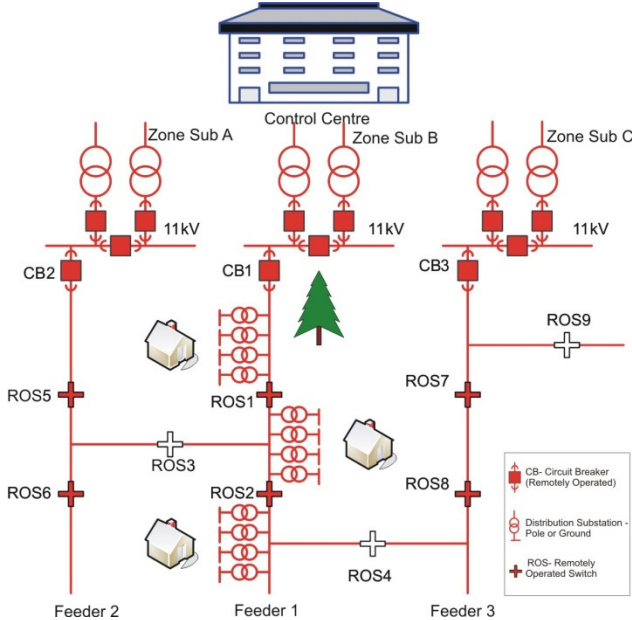 Control Centre
Zone Sub A
Zone Sub B
Zone Sub C
11kV
11kV
11kV
CB2
CB1
CB3
ROS9
ROS5
ROS1
ROS7
ROS3
ROS6
ROS2
ROS8
ROS4
CB- Circuit Breaker
(Remotely Operated)
Distribution Substation -
Pole or Ground
ROS- Remotely
Operated Switch
Feeder 2
Feeder 1
Feeder 3